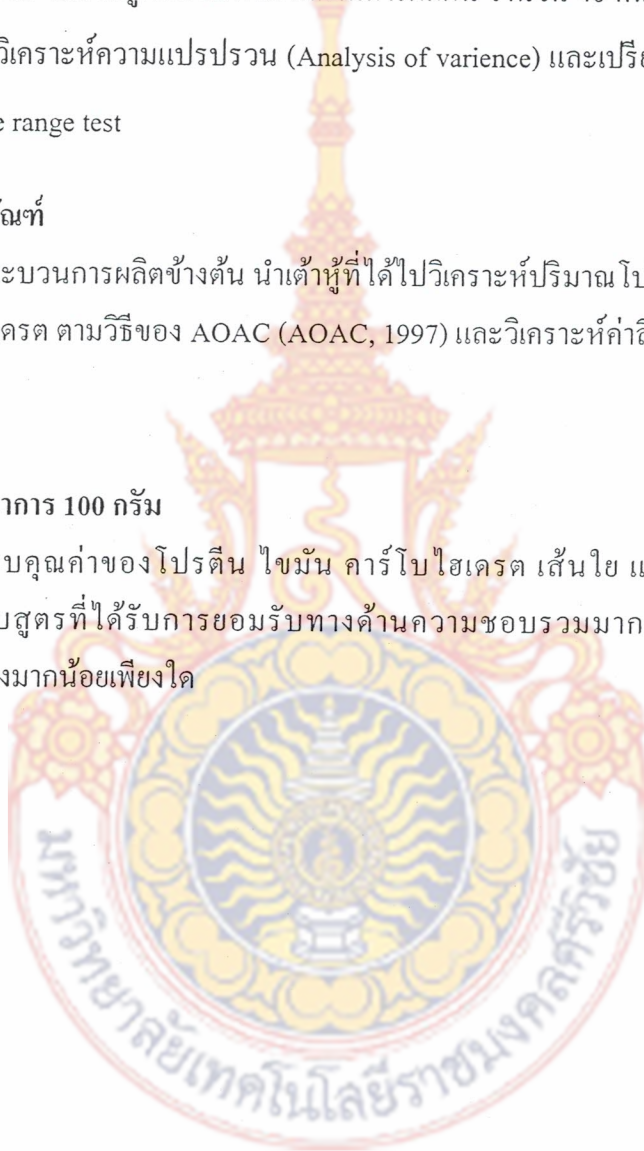 วิเคราะห์ความแปรปรวน (Analysis of varience) และเปรีย
e range test
ัณฑ์
ะบวนการผลิตข้างต้น นำเต้าหู้ที่ได้ไปวิเคราะห์ปริมาณโป
ดรต ตามวิธีของ AOAC (AOAC, 1997) และวิเคราะห์ค่าสี
าการ 100 กรัม
บคุณค่าของโปรตีน ไขมัน คาร์โบไฮเดรต เส้นใย แ
บสูตรที่ได้รับการยอมรับทางด้านความชอบรวมมาก
งมากน้อยเพียงใด
มหาวิทยาลัยเทคโนโลยีราชมงคลศรีวิชัย